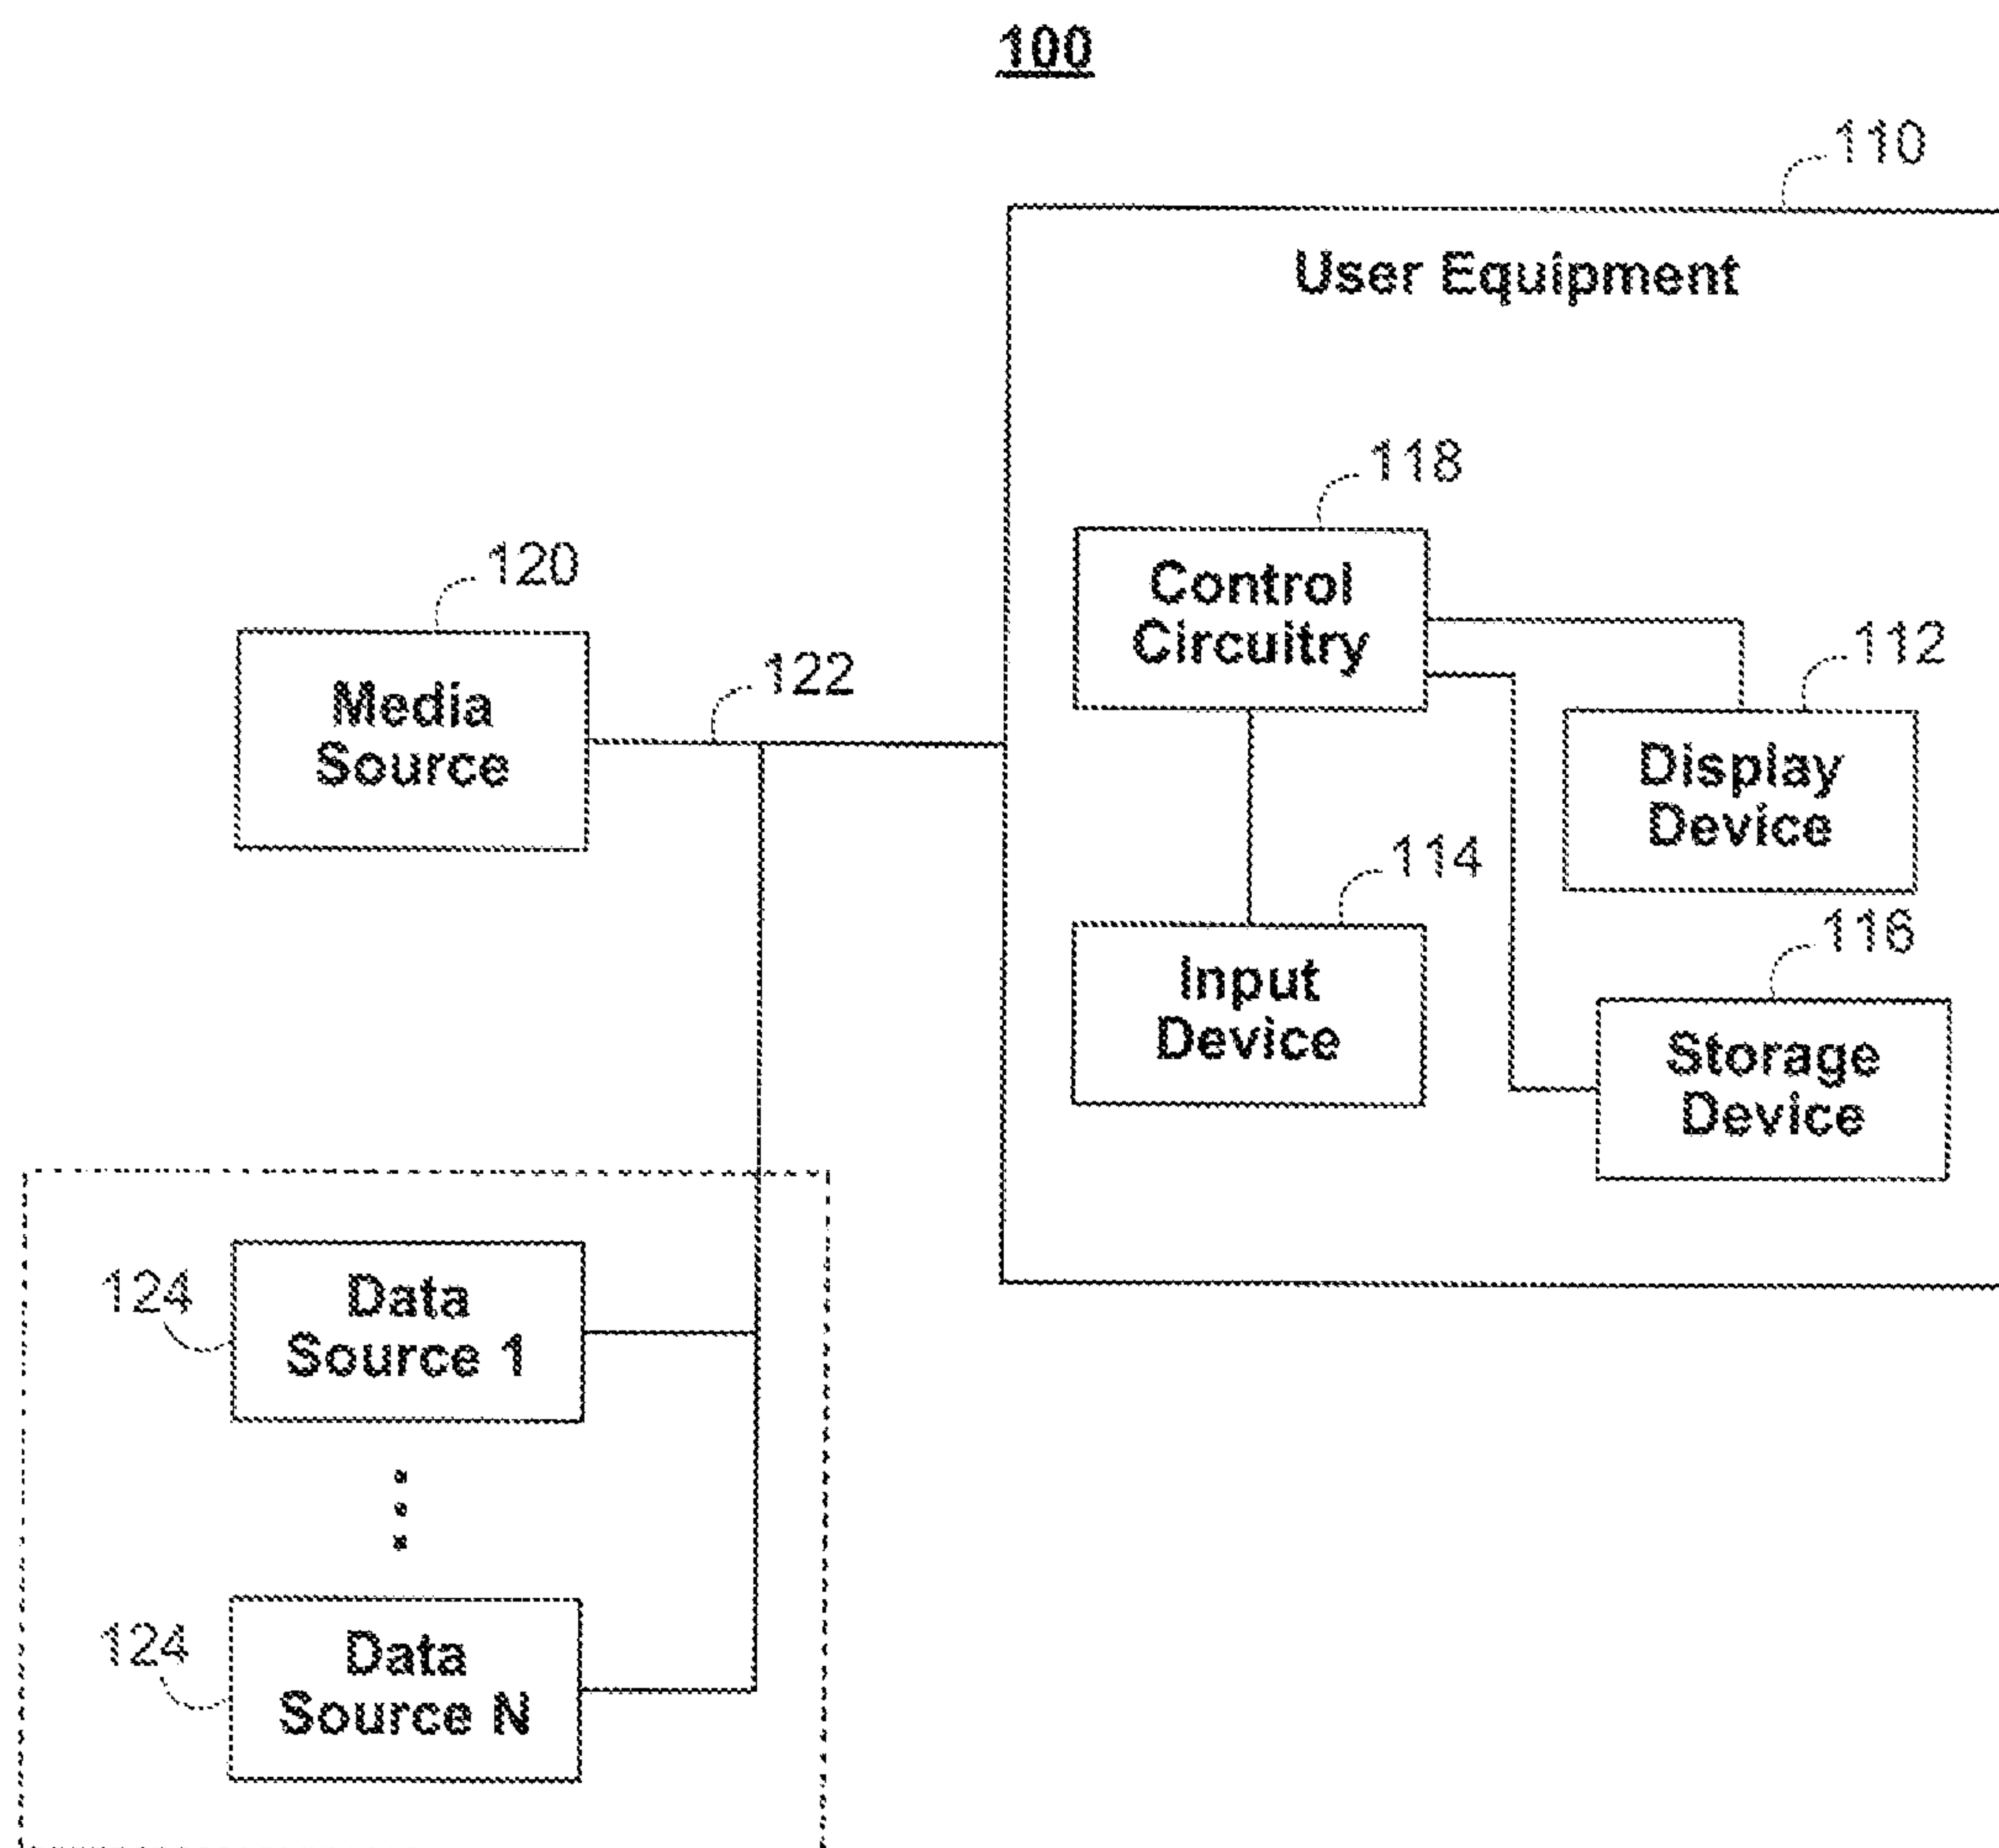 100
110
User Equipment
118
Control
Circuitry
120
Media
Source
122
112
Display
Device
114
Input
Device
116
Storage
Device
124
Data
Source 1
124
Data
Source N